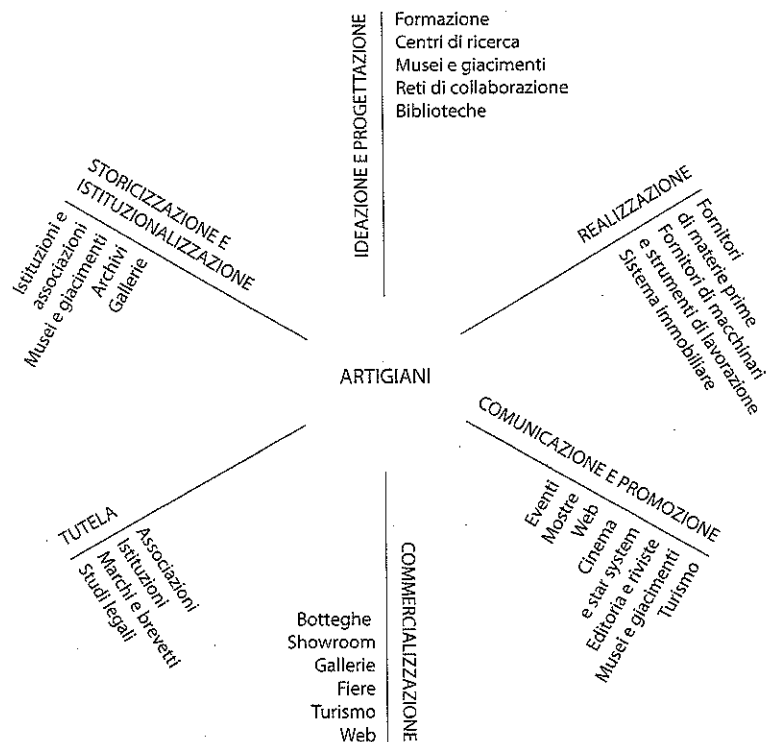 IDEAZIONE E PROGETTAZIONE
Formazione
Centri di ricerca
Musei e giacimenti
Reti di collaborazione
Biblioteche
REALIZZAZIONE
Fornitori
di materie prime
Fornitori di macchinari
e strumenti di lavorazione
Sistema immobiliare
COMUNICAZIONE E PROMOZIONE
Eventi
Mostre
Web
Cinema
e star system
Editoria e riviste
Musei e giacimenti
Turismo
COMMERCIALIZZAZIONE
Botteghe
Showroom
Gallerie
Fiere
Turismo
Web
TUTELA
Associazioni
Istituzioni
Marchi e brevetti
Studi legali
STORICIZZAZIONE E
ISTITUZIONALIZZAZIONE
Istituzioni e
associazioni
Musei e giacimenti
Archivi
Gallerie
ARTIGIANI